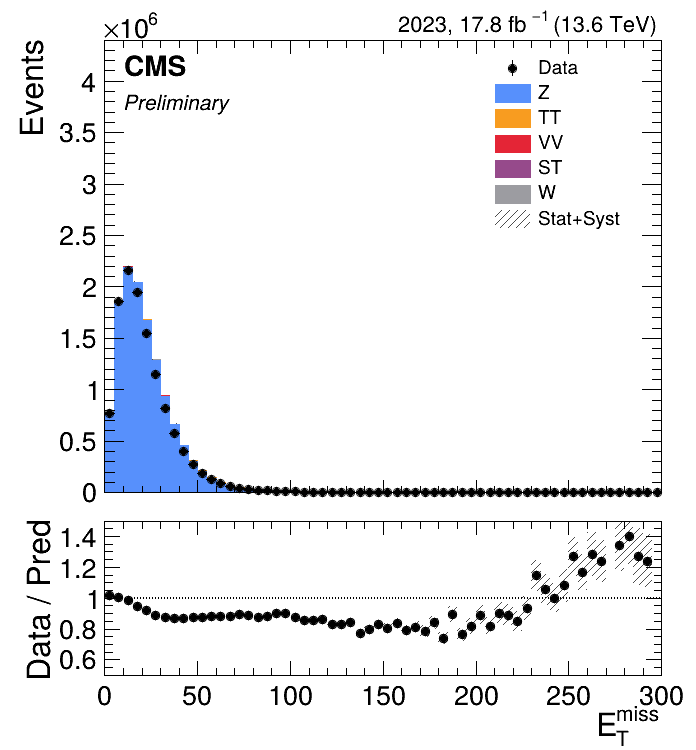 ×10⁶
2023, 17.8 fb⁻¹ (13.6 TeV)
Events
CMS
Preliminary
Data
Z
TT
VV
ST
W
Stat+Syst
4
3.5
3
2.5
2
1.5
1
0.5
0
Data / Pred
1.4
1.2
1
0.8
0.6
0 50 100 150 200 250 300
E_T^miss